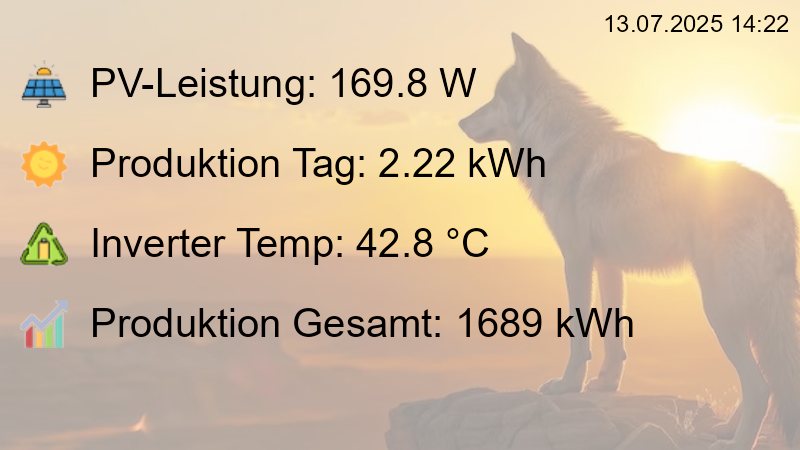 13.07.2025 14:22
PV-Leistung: 169.8 W
Produktion Tag: 2.22 kWh
Inverter Temp: 42.8 °C
Produktion Gesamt: 1689 kWh